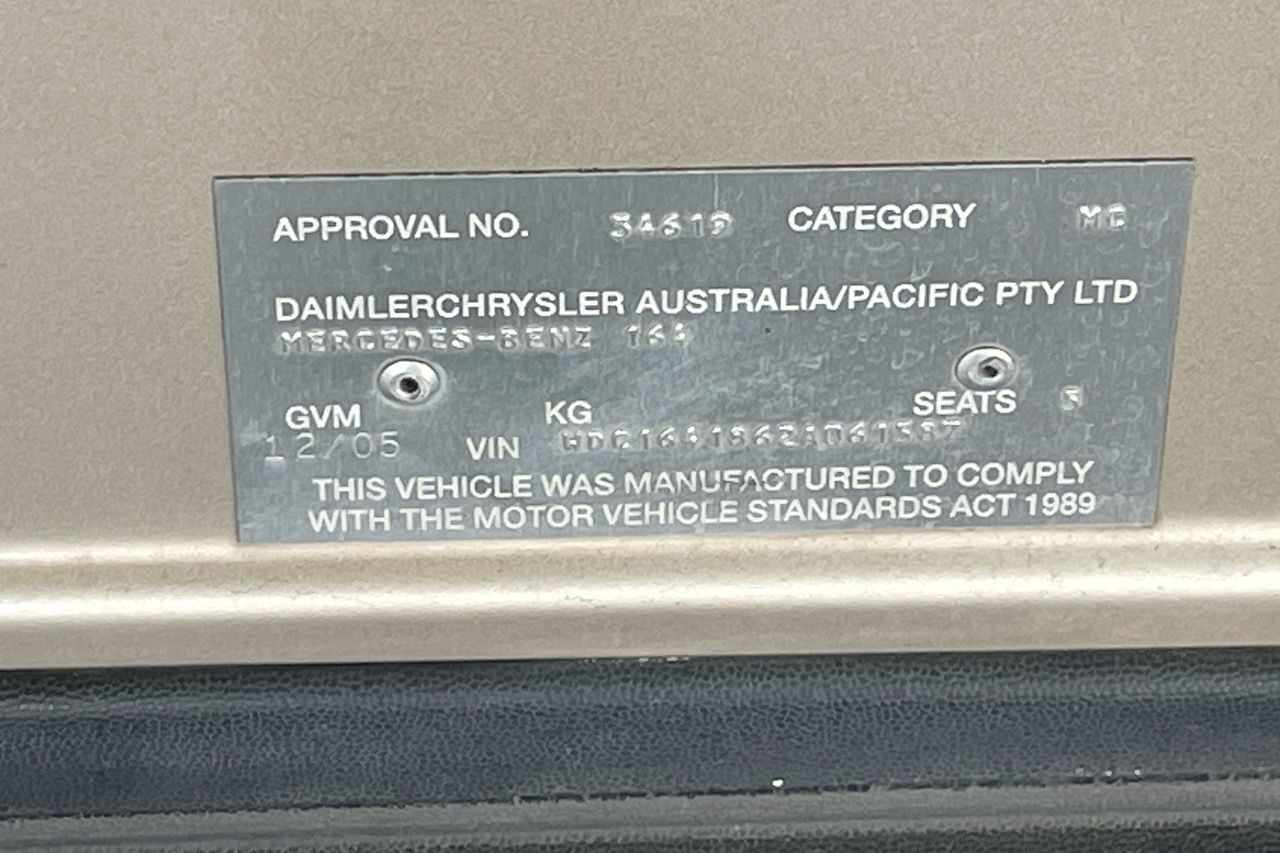 APPROVAL NO. 34619 CATEGORY MC
DAIMLERCHRYSLER AUSTRALIA/PACIFIC PTY LTD
MERCEDES-BENZ 164
GVM KG SEATS
12/05 VIN WDC1641862A061387
THIS VEHICLE WAS MANUFACTURED TO COMPLY
WITH THE MOTOR VEHICLE STANDARDS ACT 1989